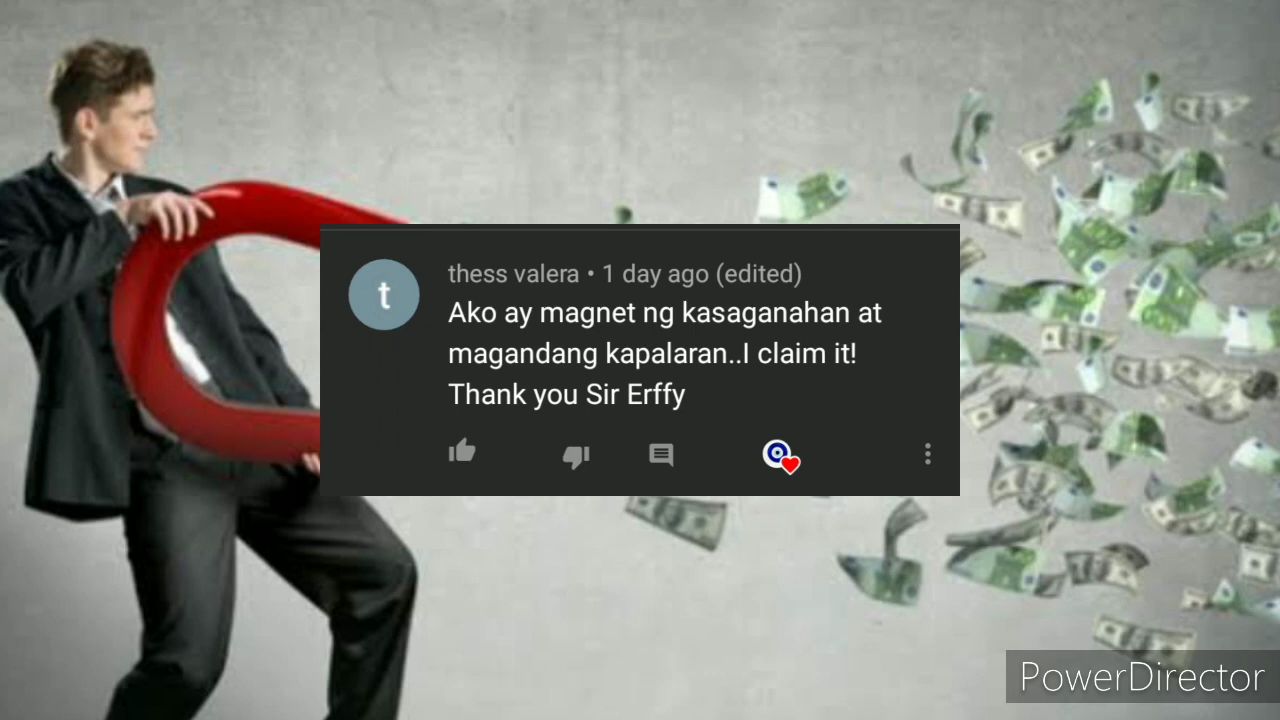 t
thess valera • 1 day ago (edited)
Ako ay magnet ng kasaganahan at
magandang kapalaran..I claim it!
Thank you Sir Erffy
PowerDirector